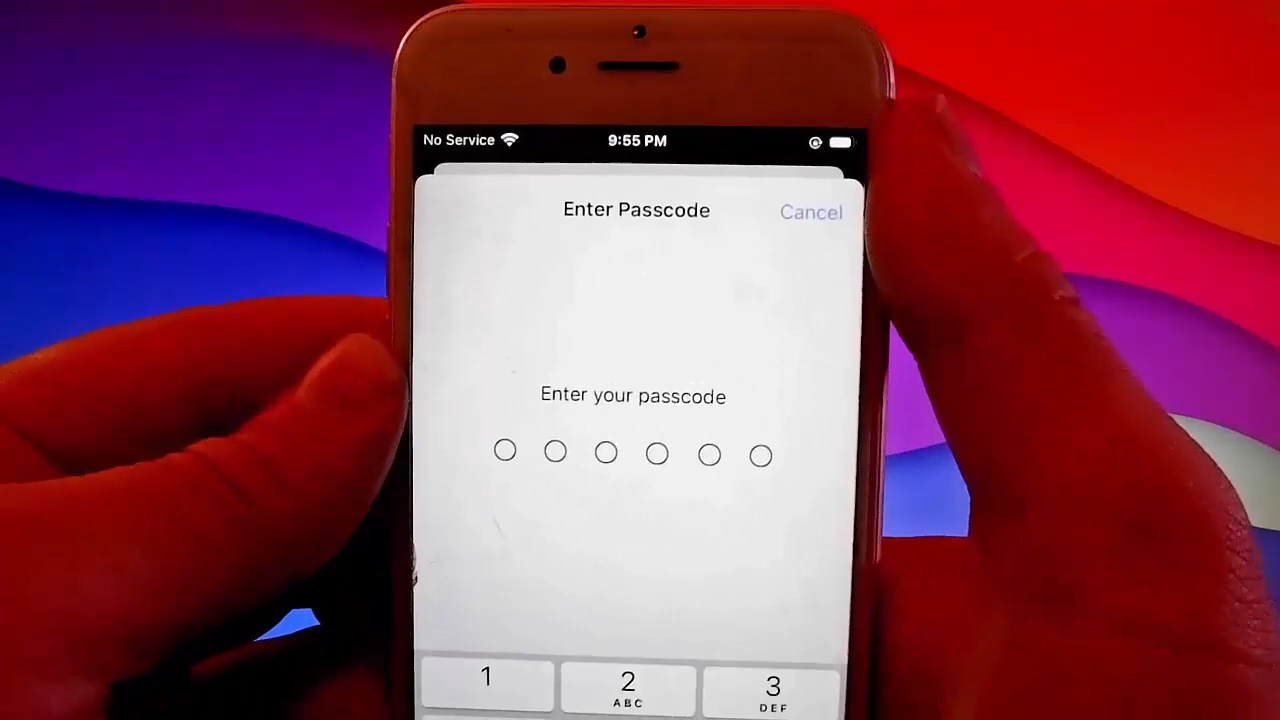 No Service 9:55 PM
Enter Passcode Cancel
Enter your passcode
1 2 3
ABC DEF